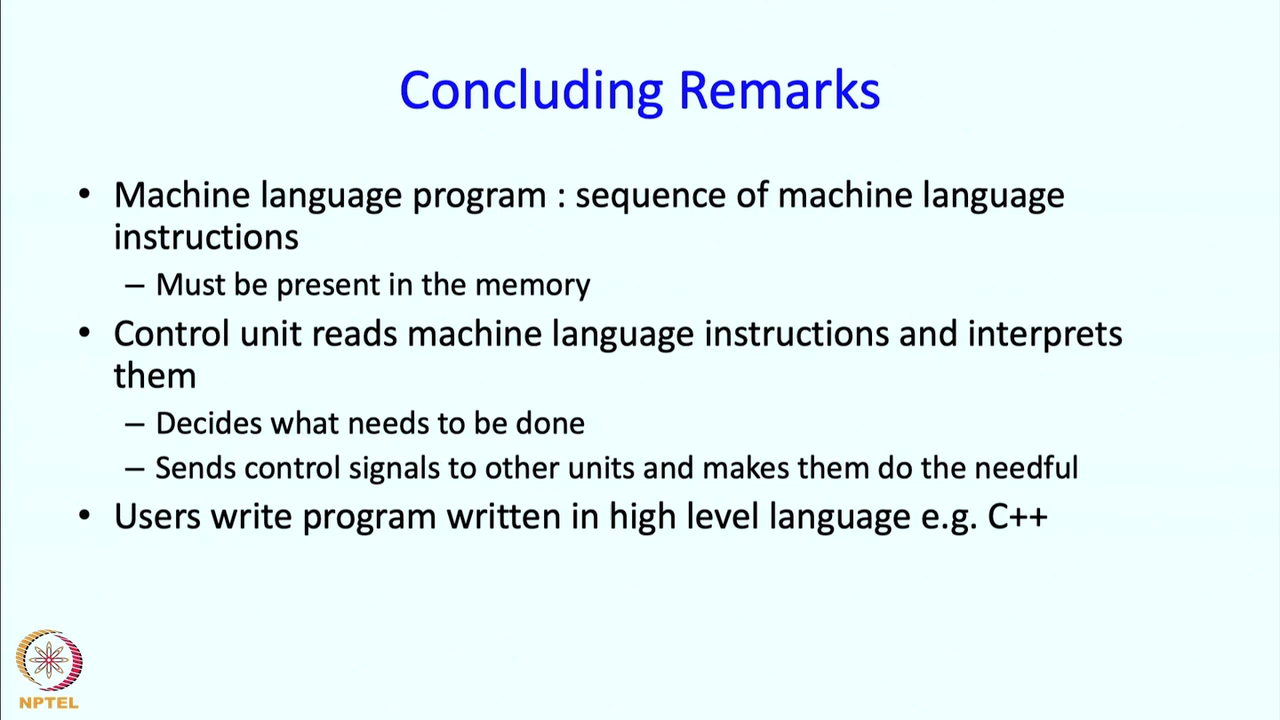 Concluding Remarks
• Machine language program : sequence of machine language
instructions
– Must be present in the memory
• Control unit reads machine language instructions and interprets
them
– Decides what needs to be done
– Sends control signals to other units and makes them do the needful
• Users write program written in high level language e.g. C++
NPTEL